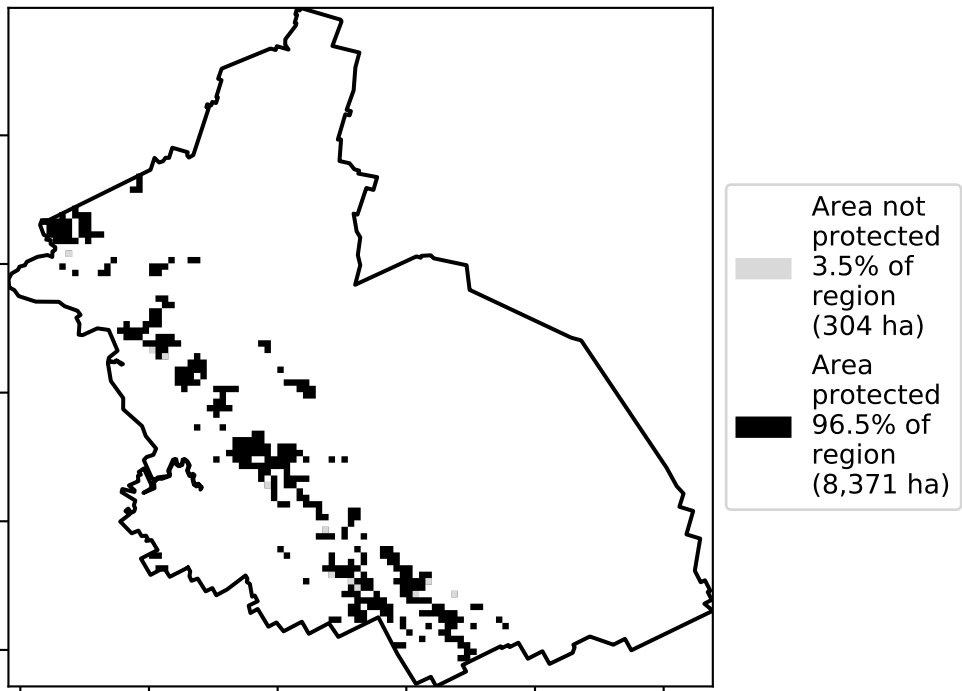 Area not
protected
3.5% of
region
(304 ha)
Area
protected
96.5% of
region
(8,371 ha)